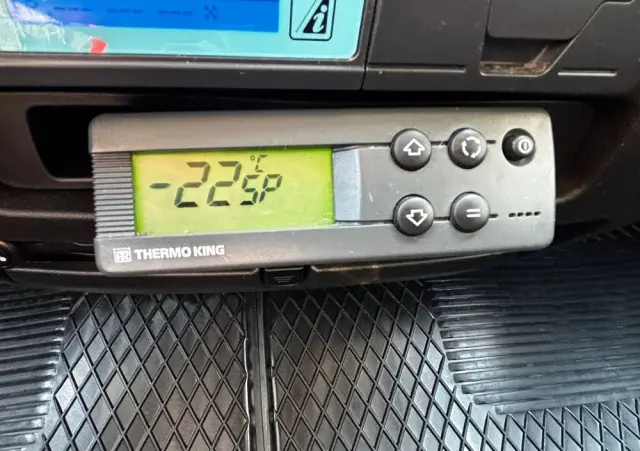 i
-22 °C SP
THERMO KING